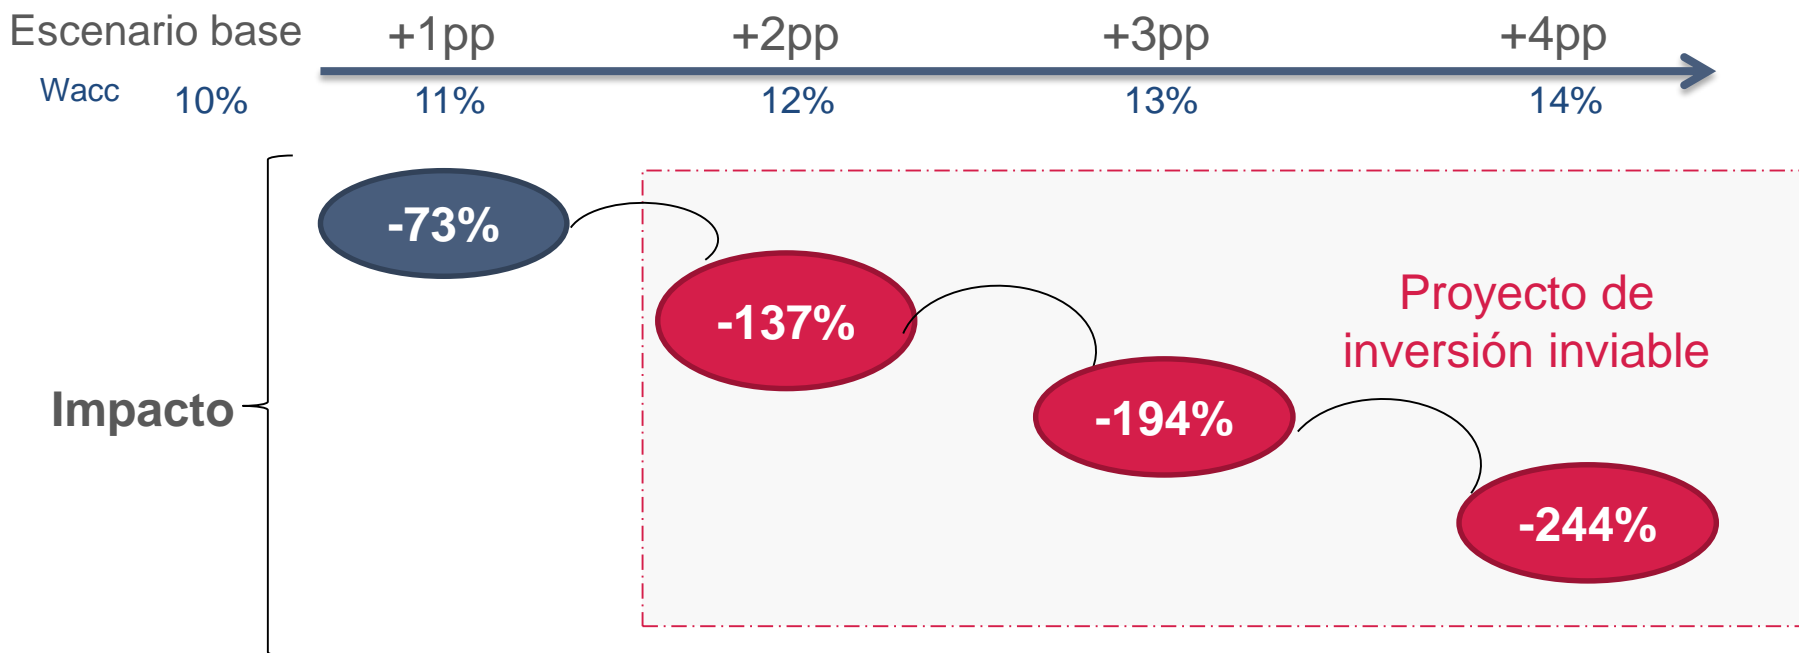 Escenario base +1pp +2pp +3pp +4pp
Wacc 10% 11% 12% 13% 14%
-73%
-137%
Proyecto de
inversión inviable
Impacto
-194%
-244%